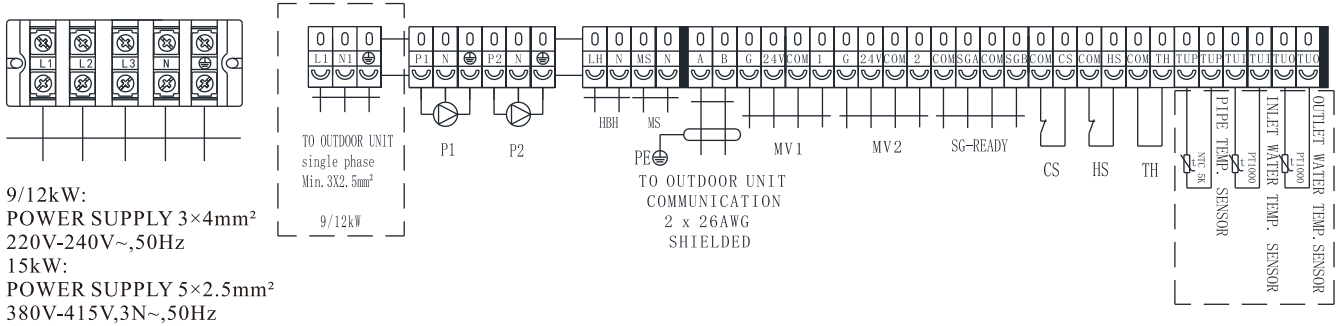 L1 L2 L3 N
0 0 0 0 0 0 0 0 0 0 0 0 0 0 0 0 0 0 0 0 0 0 0 0 0 0 0 0 0 0 0 0 0 0 0
L1 N1 P1 N P2 N LH N MS N A B G 24V COM 1 G 24V COM 2 COM SGA COM SGB COM CS COM HS COM TH TUP TUP TUI TUI TUO TUO
HBH MS
TO OUTDOOR UNIT
single phase
Min. 3X2.5mm²
9/12kW
P1 P2
PE
TO OUTDOOR UNIT
COMMUNICATION
2 x 26AWG
SHIELDED
MV1 MV2 SG-READY
CS HS TH
NTC 5K
t
PIPE TEMP. SENSOR
PT1000
t
INLET WATER TEMP. SENSOR
PT1000
t
OUTLET WATER TEMP. SENSOR
9/12kW:
POWER SUPPLY 3×4mm²
220V-240V~,50Hz
15kW:
POWER SUPPLY 5×2.5mm²
380V-415V,3N~,50Hz